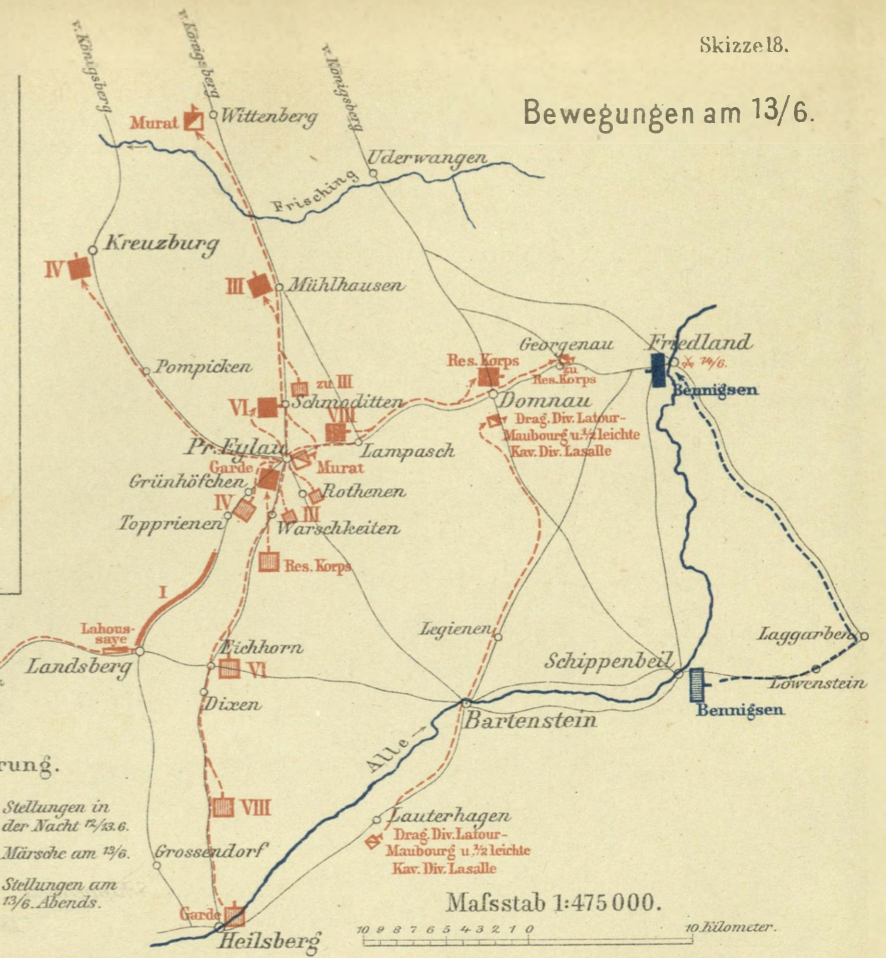 Skizze 18.
Bewegungen am 13/6.
v. Königsberg
v. Königsberg
v. Königsberg
Murat
Wittenberg
Uderwangen
Frisching
Kreuzburg
IV
III
Mühlhausen
Georgenau
Friedland
14/6.
Res. Korps
zu
Res. Korps
Bennigsen
Pompicken
zu III
VI
Schmoditten
Domnau
VIII
Drag. Div. Latour-
Maubourg u. ½ leichte
Kav. Div. Lasalle
Pr. Eylau
Lampasch
Garde
Murat
Grünhöfchen
Rothenen
IV
III
Topprienen
Warschkeiten
Res. Korps
I
Lahous-
saye
Legienen
Laggarben
Landsberg
Eichhorn
VI
Schippenbeil
Löwenstein
Dixen
Bennigsen
Bartenstein
Alle
rung.
Stellungen in
der Nacht 12/13.6.
VIII
Lauterhagen
Märsche am 13/6.
Grossendorf
Drag. Div. Latour-
Maubourg u. ½ leichte
Kav. Div. Lasalle
Stellungen am
13/6. Abends.
Garde
Heilsberg
Maſsstab 1:475000.
10 9 8 7 6 5 4 3 2 1 0 10 Kilometer.